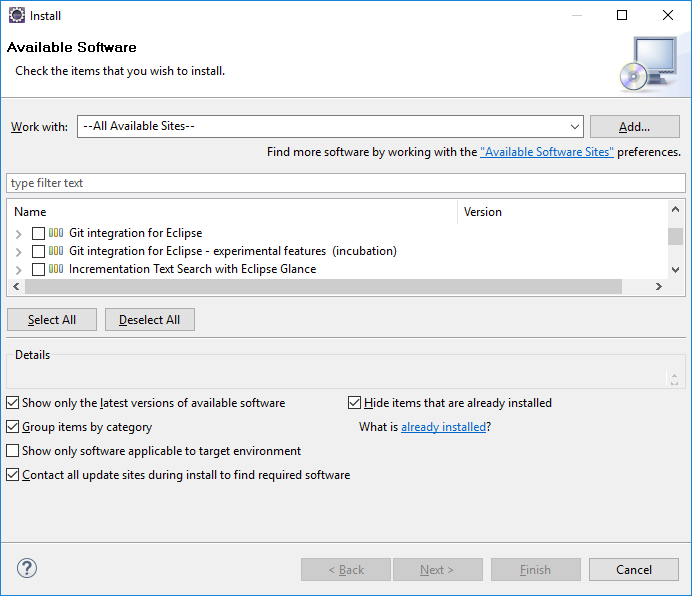 Install
Available Software
Check the items that you wish to install.
Work with: --All Available Sites-- Add...
Find more software by working with the "Available Software Sites" preferences.
type filter text
Name Version
Git integration for Eclipse
Git integration for Eclipse - experimental features (incubation)
Incrementation Text Search with Eclipse Glance
Select All Deselect All
Details
Show only the latest versions of available software Hide items that are already installed
Group items by category What is already installed?
Show only software applicable to target environment
Contact all update sites during install to find required software
? < Back Next > Finish Cancel